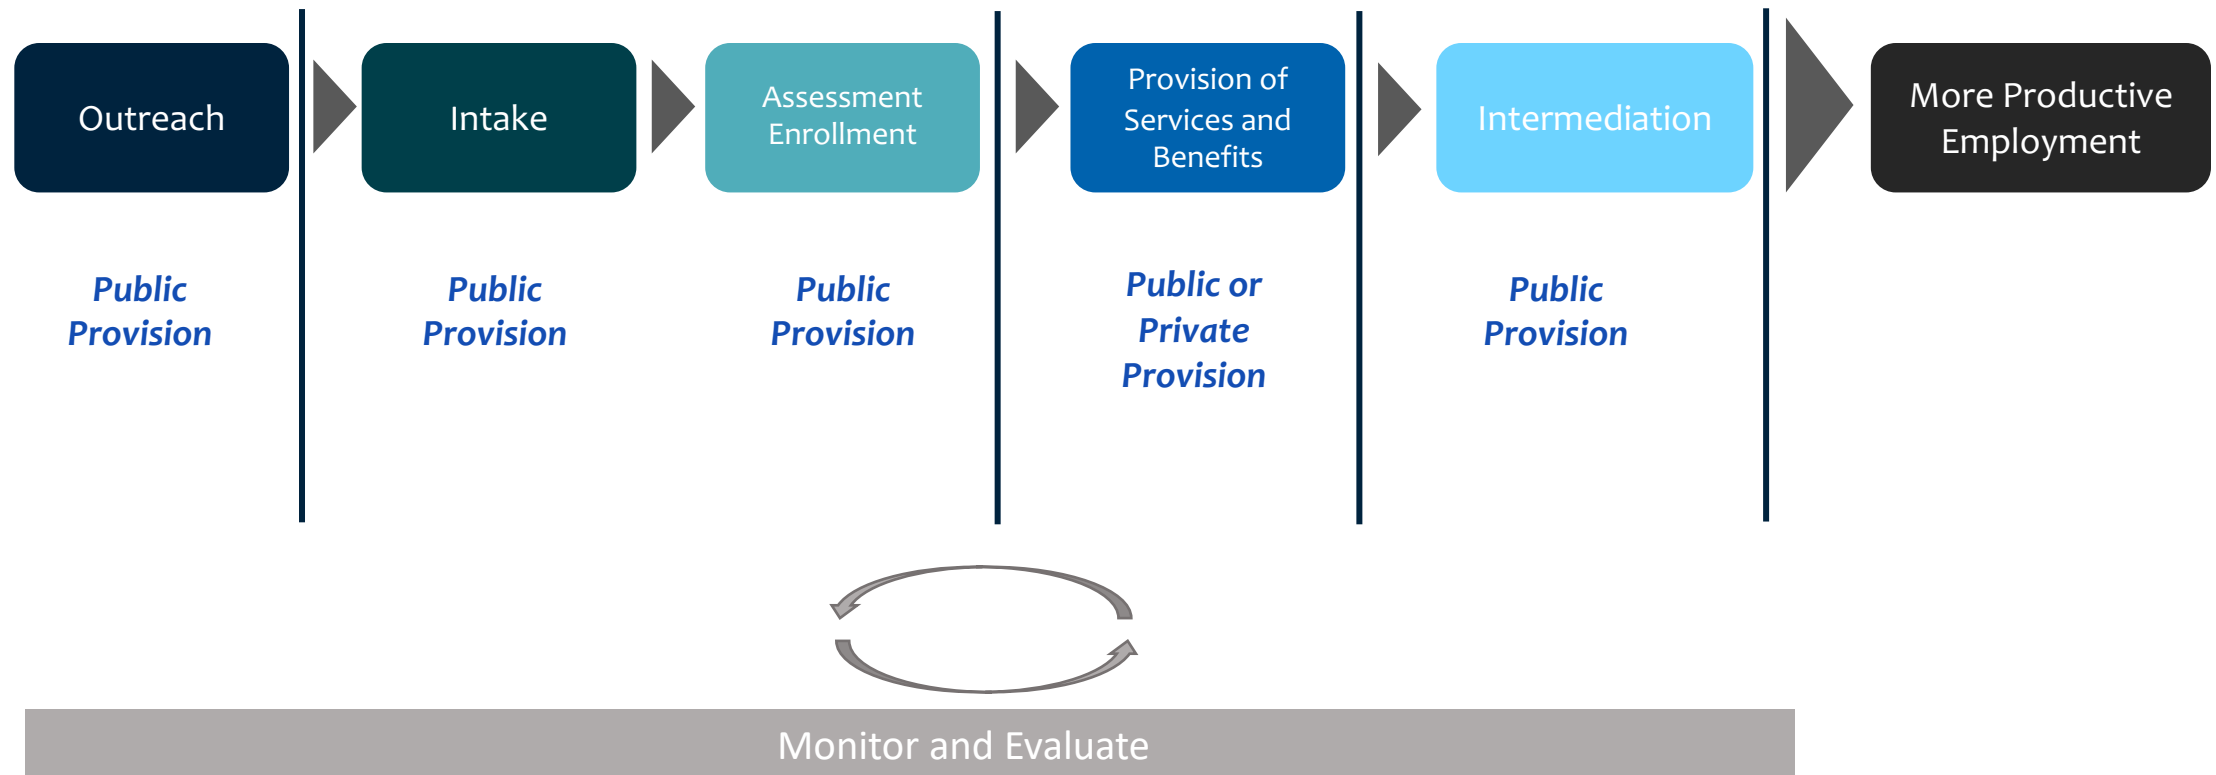 Outreach
Intake
Assessment
Enrollment
Provision of
Services and
Benefits
Intermediation
More Productive
Employment
Public
Provision
Public
Provision
Public
Provision
Public or
Private
Provision
Public
Provision
Monitor and Evaluate